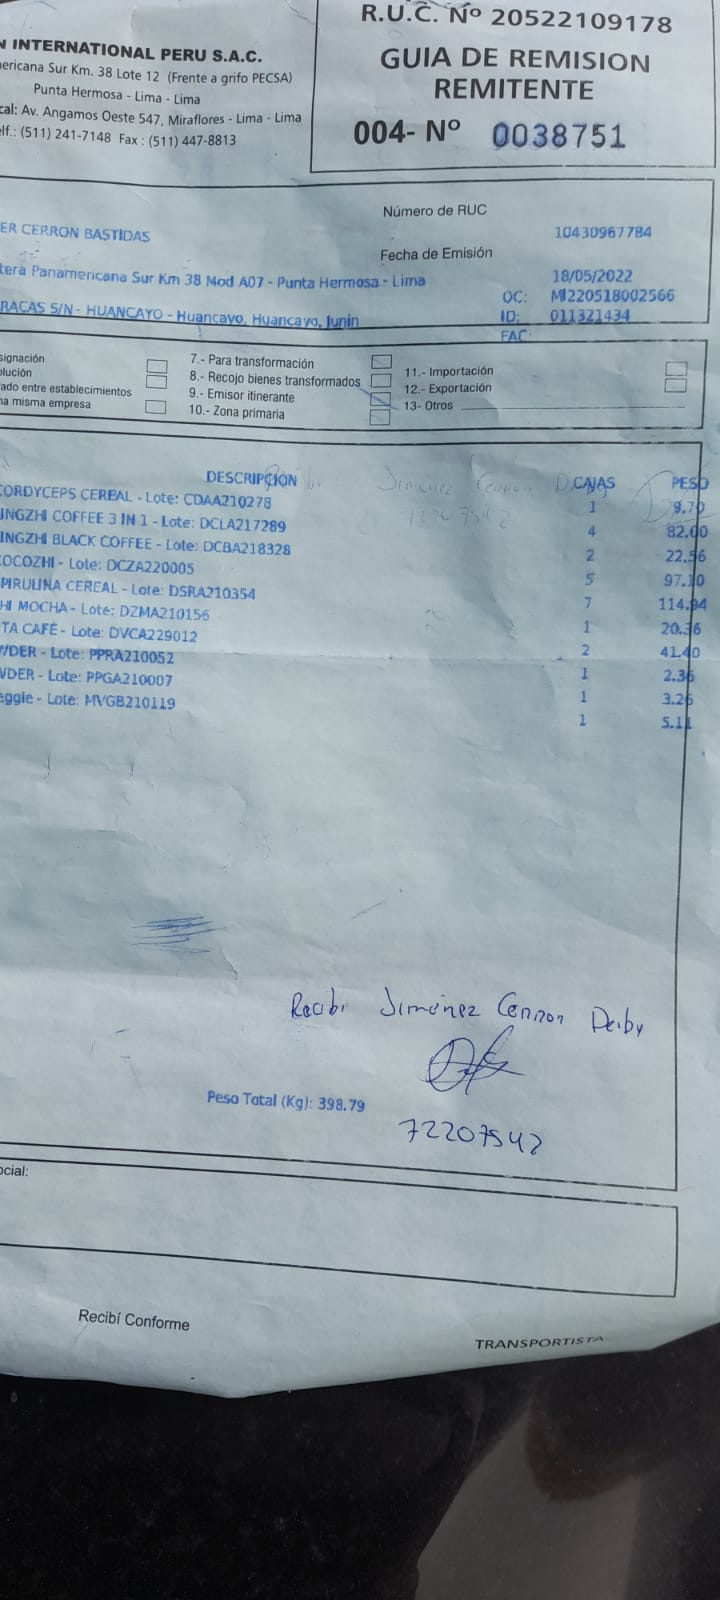 R.U.C. Nº 20522109178
GUIA DE REMISION
REMITENTE
004- Nº 0038751
N INTERNATIONAL PERU S.A.C.
ericana Sur Km. 38 Lote 12 (Frente a grifo PECSA)
Punta Hermosa - Lima - Lima
cal: Av. Angamos Oeste 547, Miraflores - Lima - Lima
elf.: (511) 241-7148 Fax : (511) 447-8813
Número de RUC
ER CERRON BASTIDAS
10430967784
Fecha de Emisión
tera Panamericana Sur Km 38 Mod A07 - Punta Hermosa - Lima
18/05/2022
OC: MI220518002566
RACAS S/N - HUANCAYO - Huancayo, Huancayo, Junin
ID: 011321434
FAC:
signación
olución
ado entre establecimientos
na misma empresa
7.- Para transformación
8.- Recojo bienes transformados
9.- Emisor itinerante
10.- Zona primaria
11.- Importación
12.- Exportación
13- Otros
DESCRIPCION CAJAS PESO
CORDYCEPS CEREAL - Lote: CDAA210278 1 9.70
INGZHI COFFEE 3 IN 1 - Lote: DCLA217289 4 82.00
INGZHI BLACK COFFEE - Lote: DCBA218328 2 22.56
COCOZHI - Lote: DCZA220005 5 97.10
PIRULINA CEREAL - Lote: DSRA210354 7 114.94
HI MOCHA - Lote: DZMA210156 1 20.36
TA CAFÉ - Lote: DVCA229012 2 41.40
WDER - Lote: PPRA210052 1 2.36
WDER - Lote: PPGA210007 1 3.26
eggie - Lote: MVGB210119 1 5.11
Recibi Jiménez Cerron Deiby
Peso Total (Kg): 398.79
72207542
ocial:
Recibí Conforme
TRANSPORTISTA